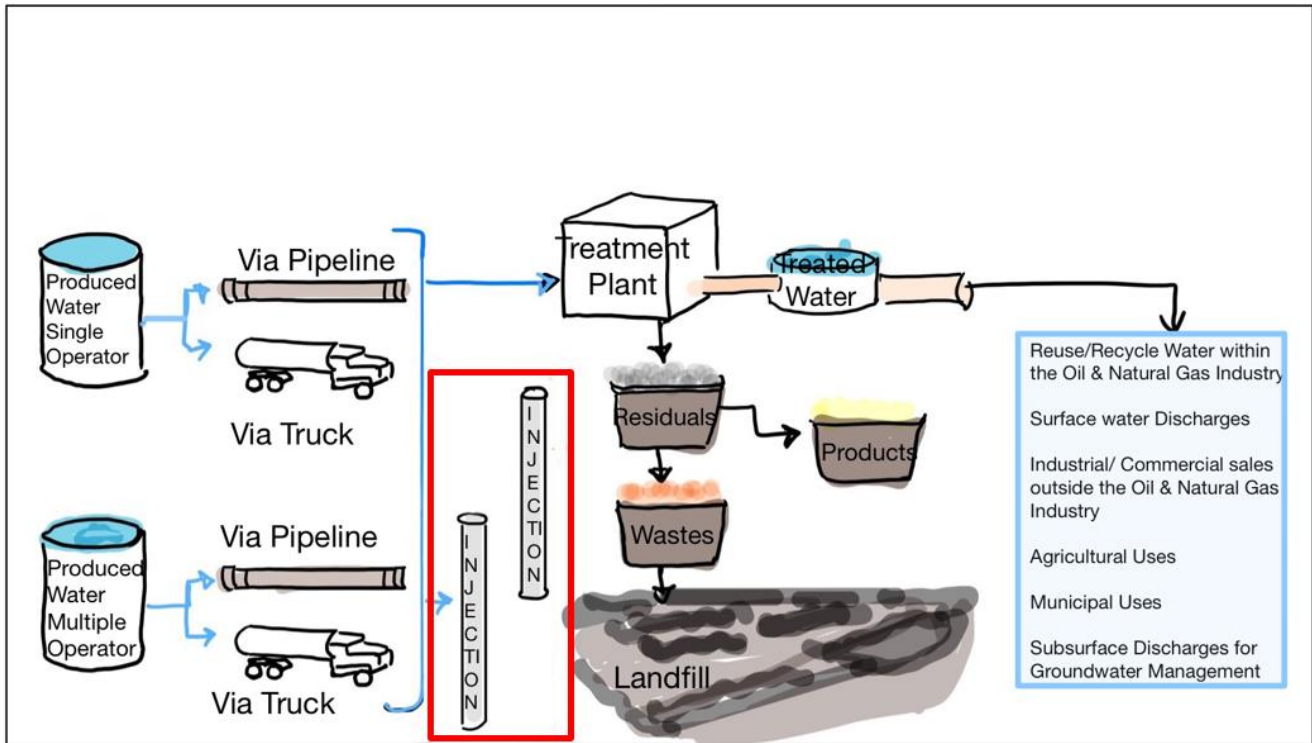 Produced
Water
Single
Operator
Via Pipeline
Via Truck
Produced
Water
Multiple
Operator
Via Pipeline
Via Truck
INJECTION
INJECTION
Treatment
Plant
Treated
Water
Residuals
Products
Wastes
Landfill
Reuse/Recycle Water within
the Oil & Natural Gas Industry
Surface water Discharges
Industrial/ Commercial sales
outside the Oil & Natural Gas
Industry
Agricultural Uses
Municipal Uses
Subsurface Discharges for
Groundwater Management